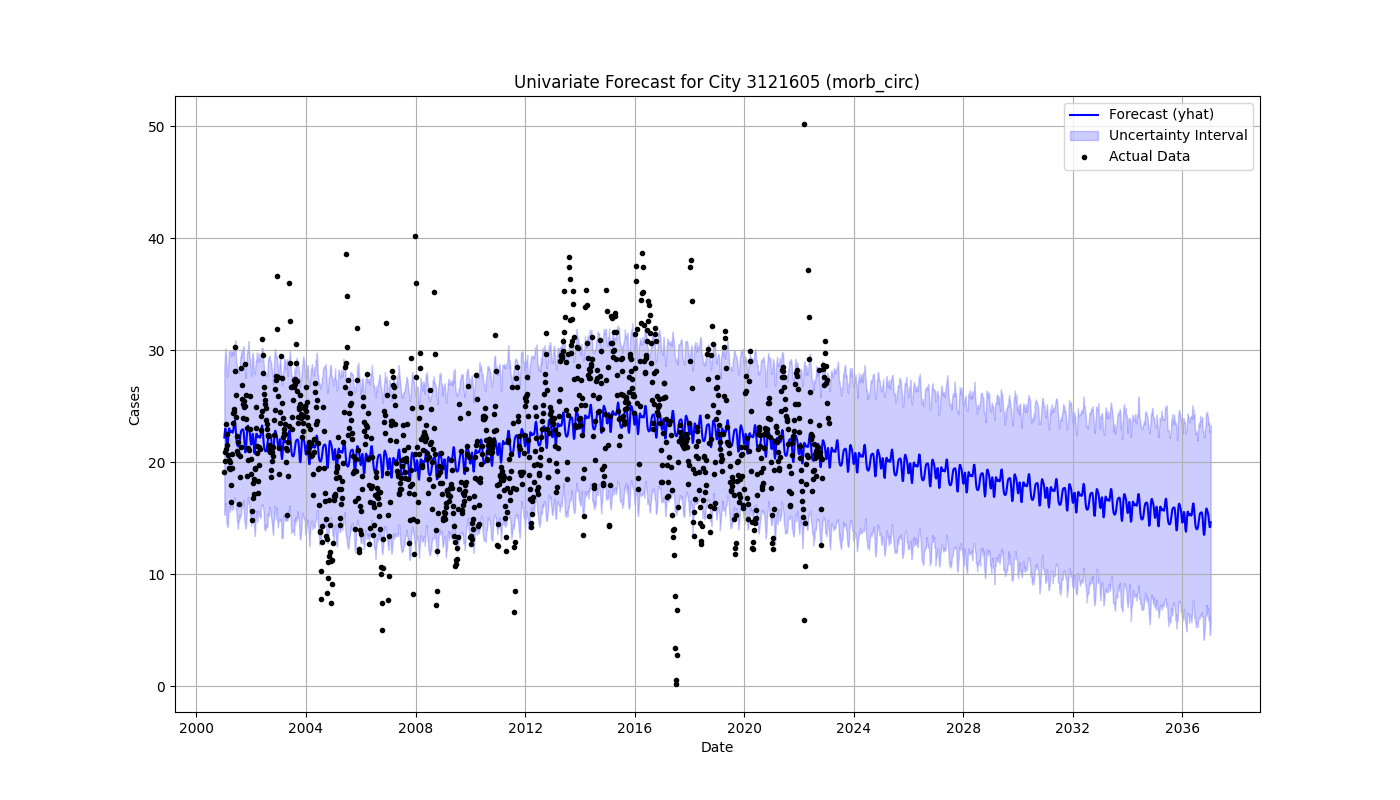 Univariate Forecast for City 3121605 (morb_circ)
Forecast (yhat)
Uncertainty Interval
Actual Data
Cases
50
40
30
20
10
0
2000 2004 2008 2012 2016 2020 2024 2028 2032 2036
Date